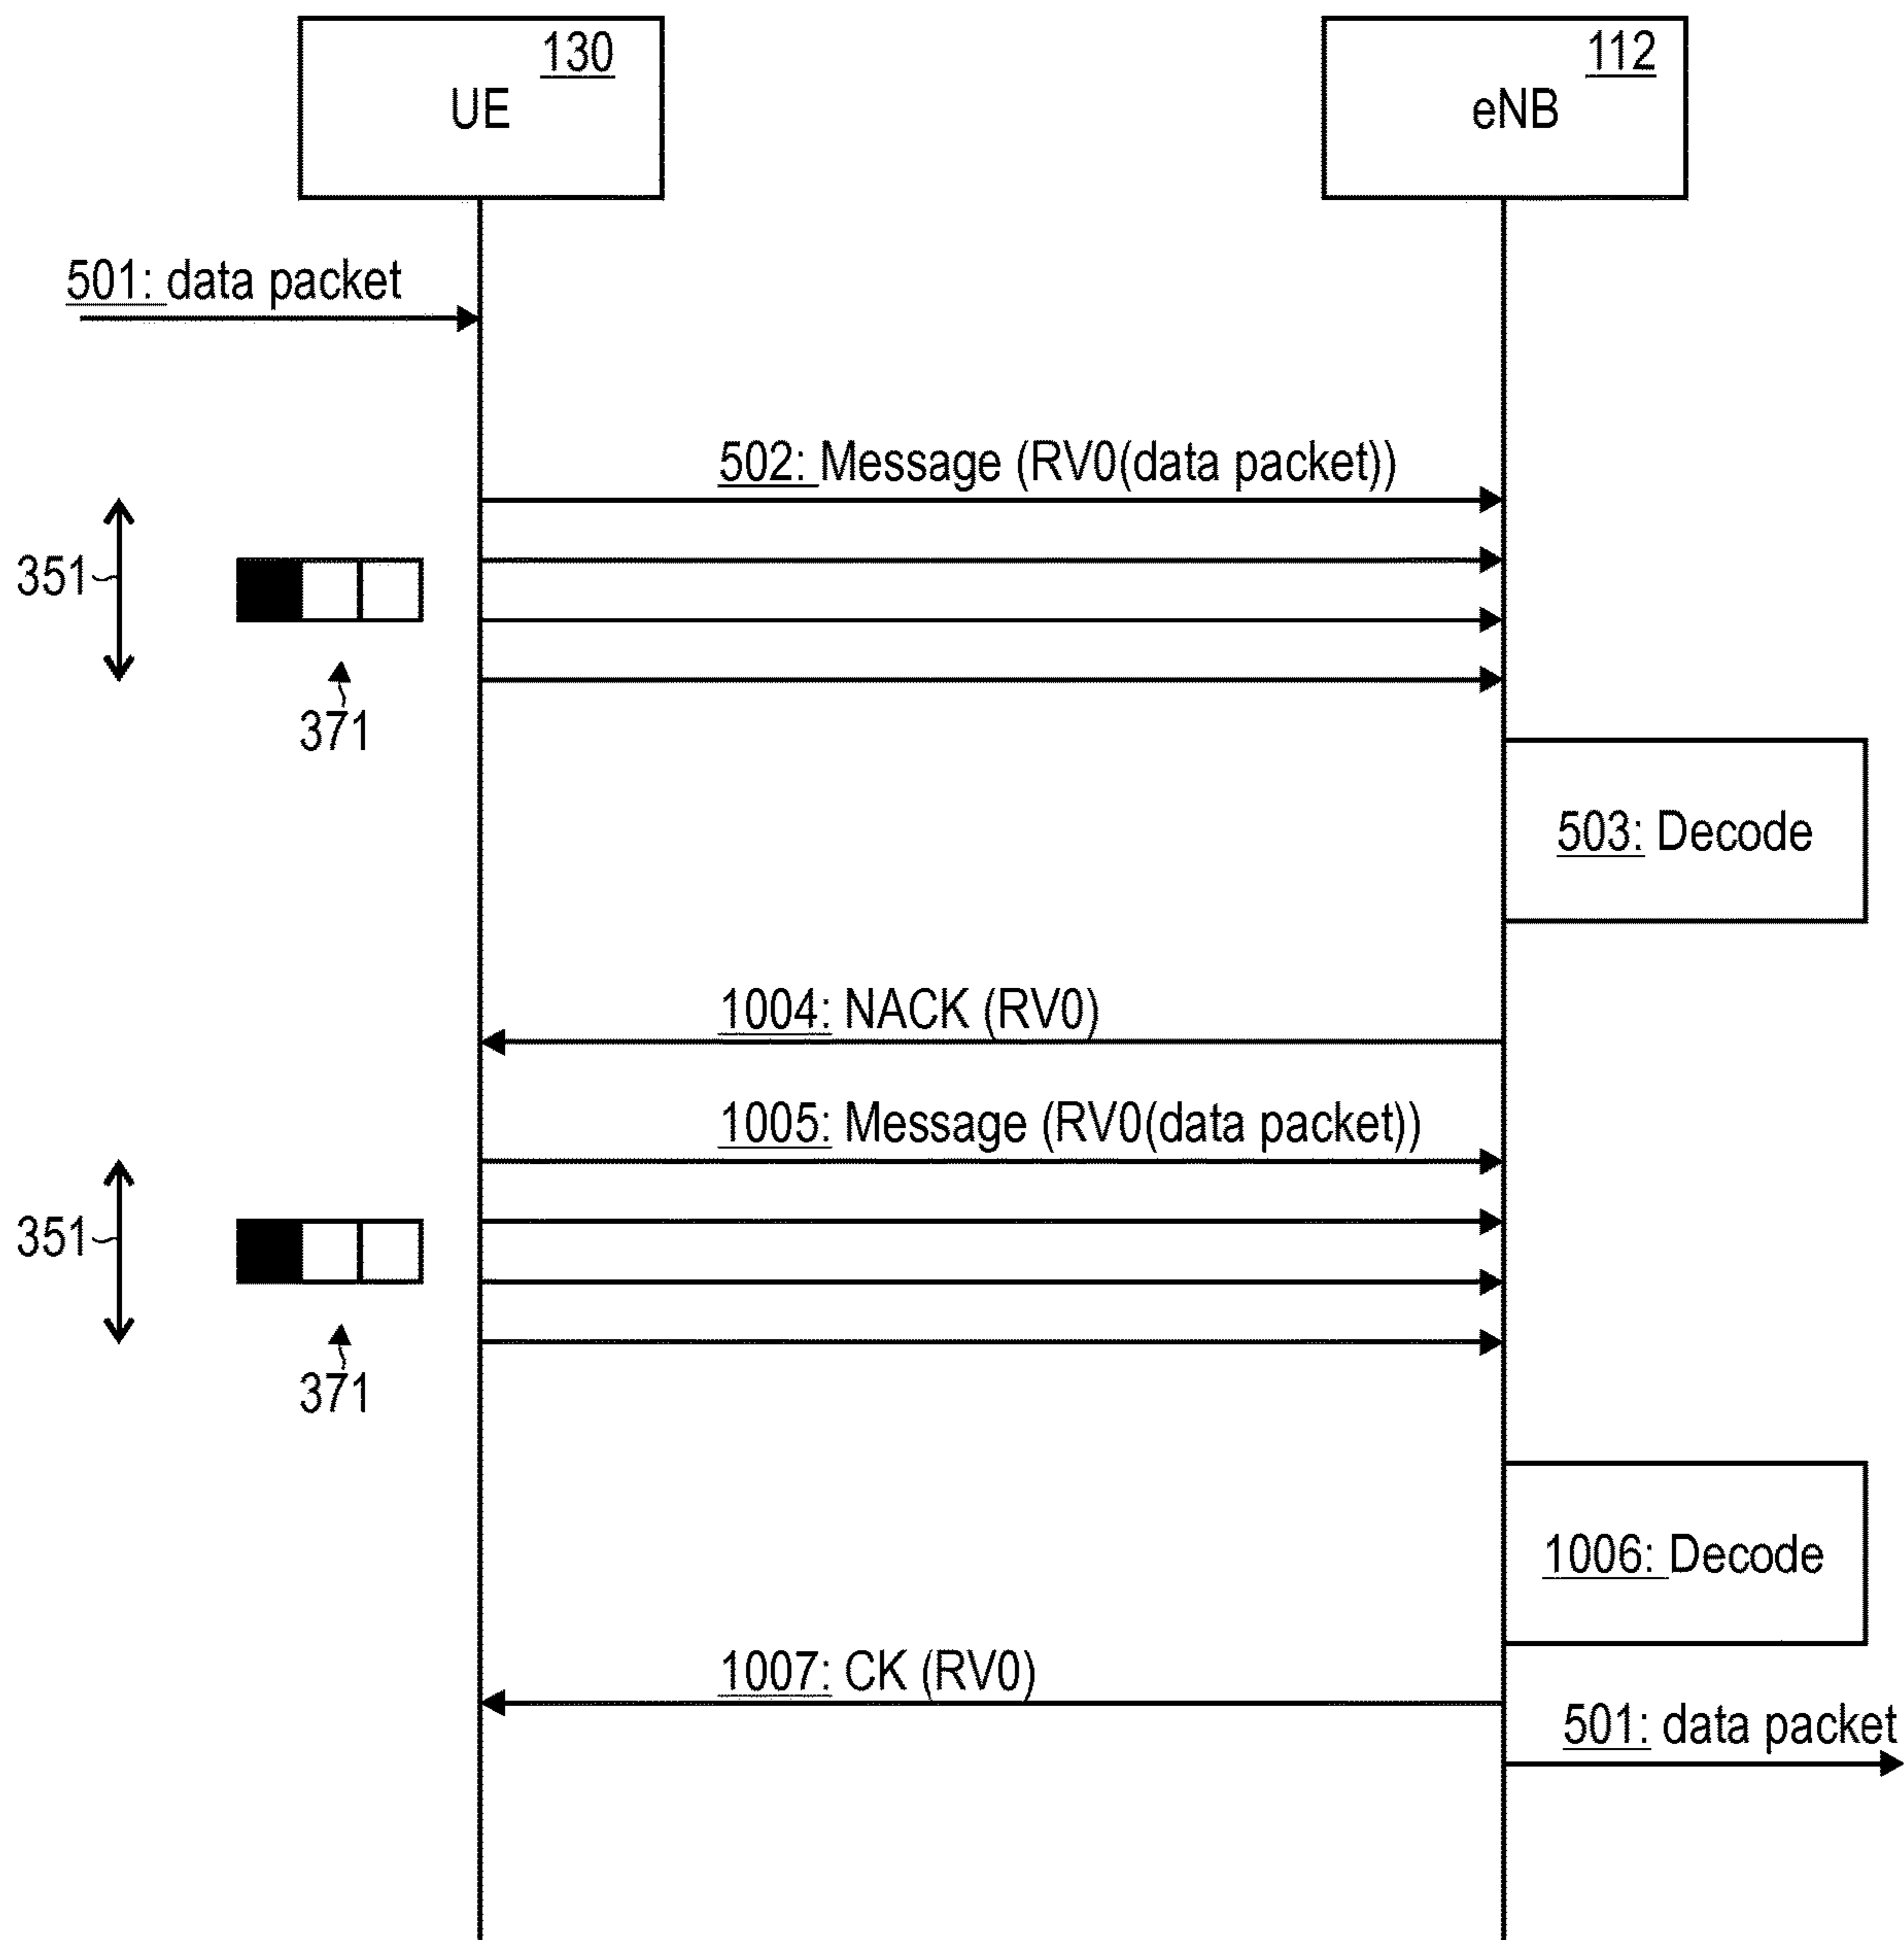 130
UE
112
eNB
501: data packet
502: Message (RV0(data packet))
351
371
503: Decode
1004: NACK (RV0)
1005: Message (RV0(data packet))
351
371
1006: Decode
1007: CK (RV0)
501: data packet